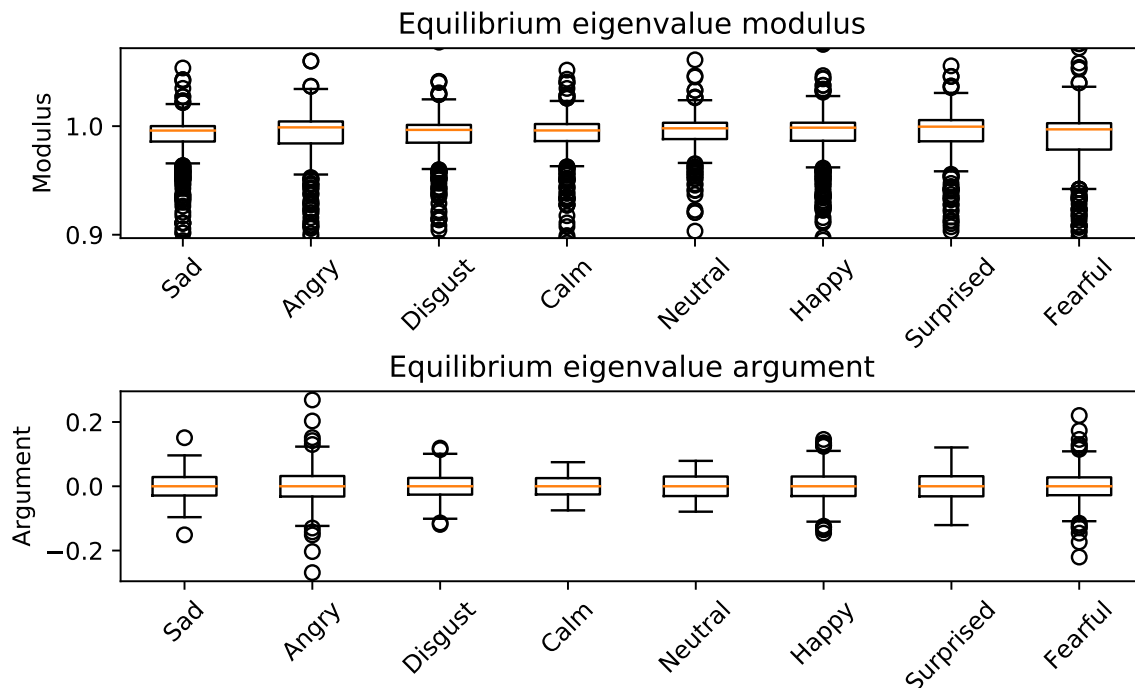 Equilibrium eigenvalue modulus
Modulus
1.0
0.9
Sad
Angry
Disgust
Calm
Neutral
Happy
Surprised
Fearful
Equilibrium eigenvalue argument
Argument
0.2
0.0
−0.2
Sad
Angry
Disgust
Calm
Neutral
Happy
Surprised
Fearful